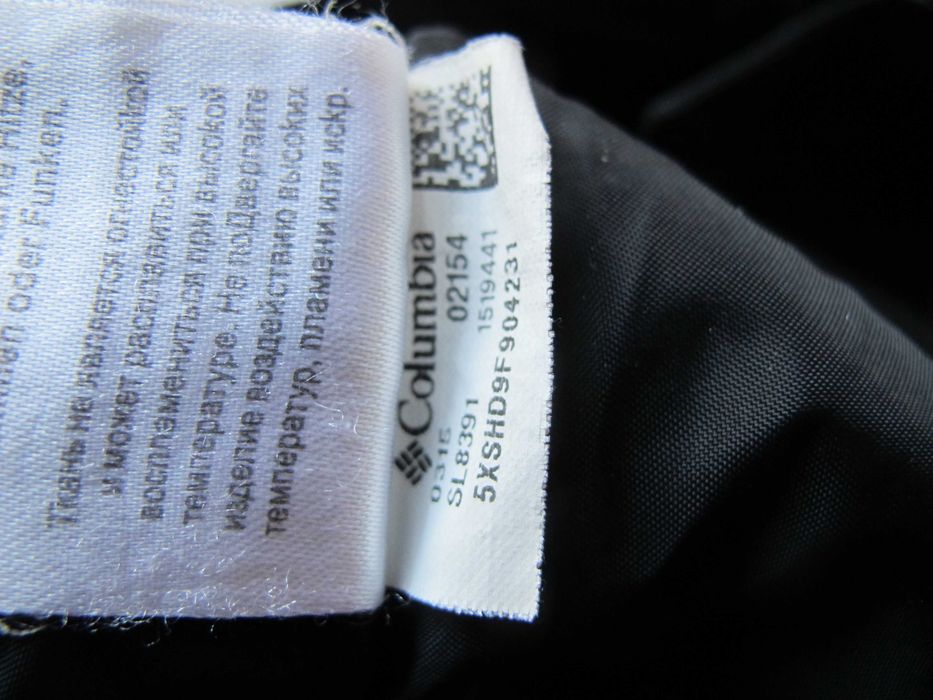 Hitze,
oder Funken.
Ткань не является огнестойкой
и может расплавиться или
воспламениться при высокой
температуре. Не подвергайте
изделие воздействию высоких
температур, пламени или искр.
Columbia
0315 02154
SL8391 1519441
5XSHD9F904231